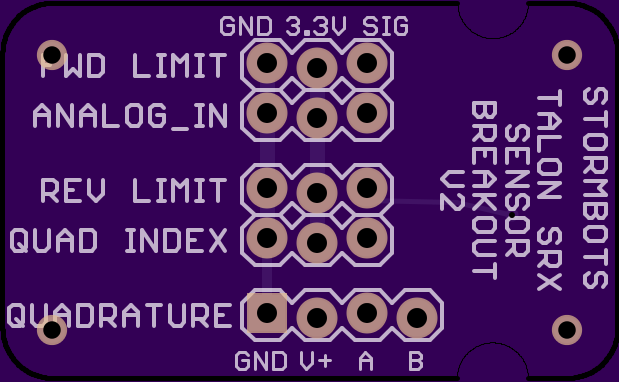 GND 3.3V SIG
FWD LIMIT
ANALOG_IN
REV LIMIT
QUAD INDEX
QUADRATURE
GND V+ A B
STORMBOTS
TALON SRX
SENSOR
BREAKOUT
V2